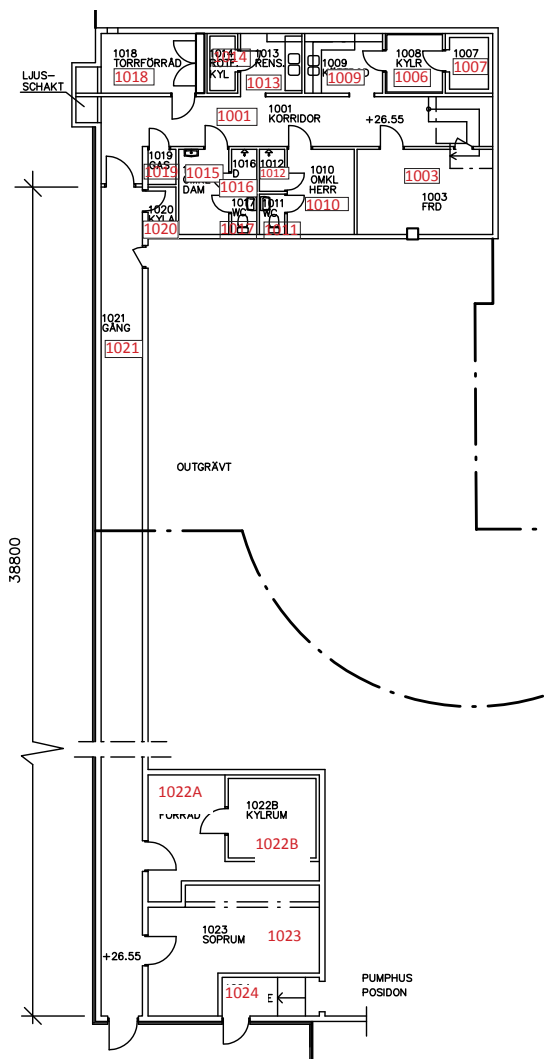 1018
TORRFÖRRÅD
1018
LJUS-
SCHAKT
1014
1014
KYL
1013
RENS.
1013
1009
1009
1008
KYLR
1006
1007
1007
1001
1001
KORRIDOR
+26.55
1019
GAS
1019
1015
DAM
1016
D
1016
1012
1012
1010
OMKL
HERR
1010
1003
1003
FRD
1020
KYLA
1020
1017
WC
1017
1011
WC
1011
1021
GÅNG
1021
OUTGRÄVT
38800
1022A
FÖRRÅD
1022B
KYLRUM
1022B
1023
SOPRUM
1023
+26.55
1024
E
PUMPHUS
POSIDON